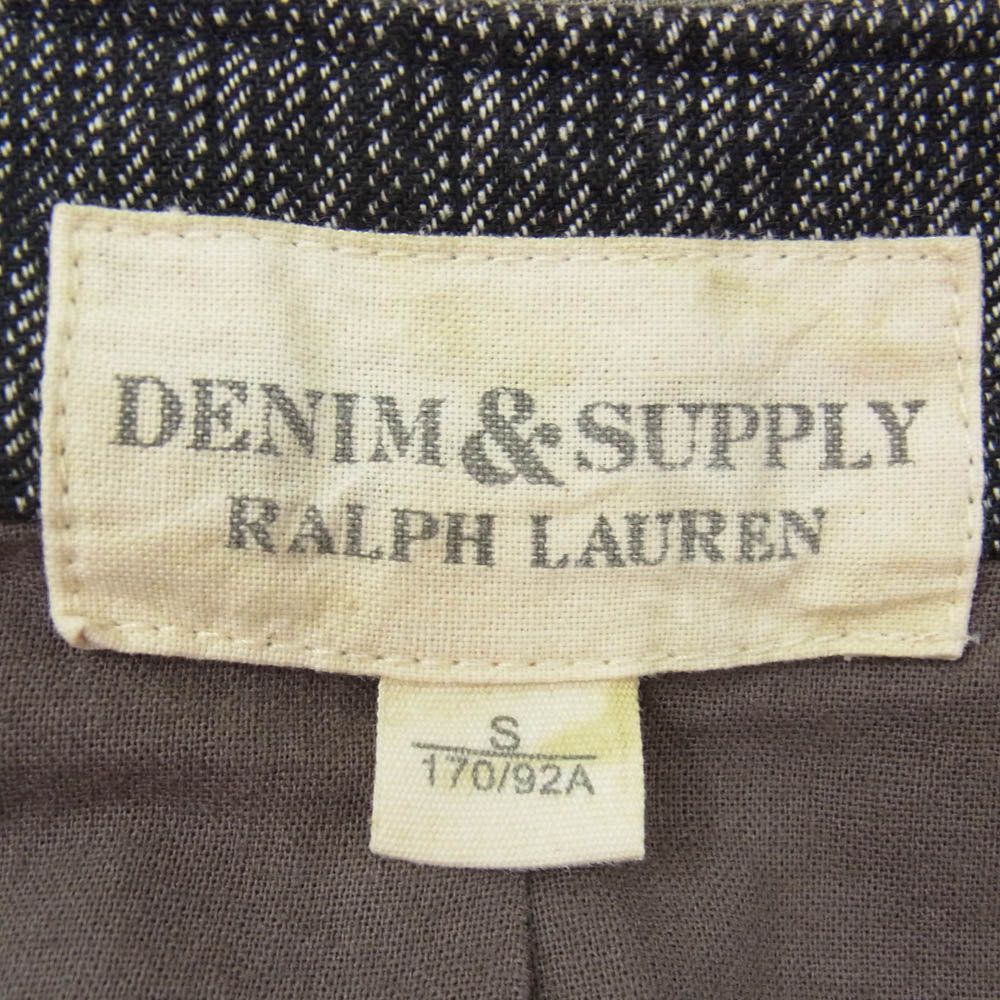 DENIM & SUPPLY
RALPH LAUREN
S
170/92A